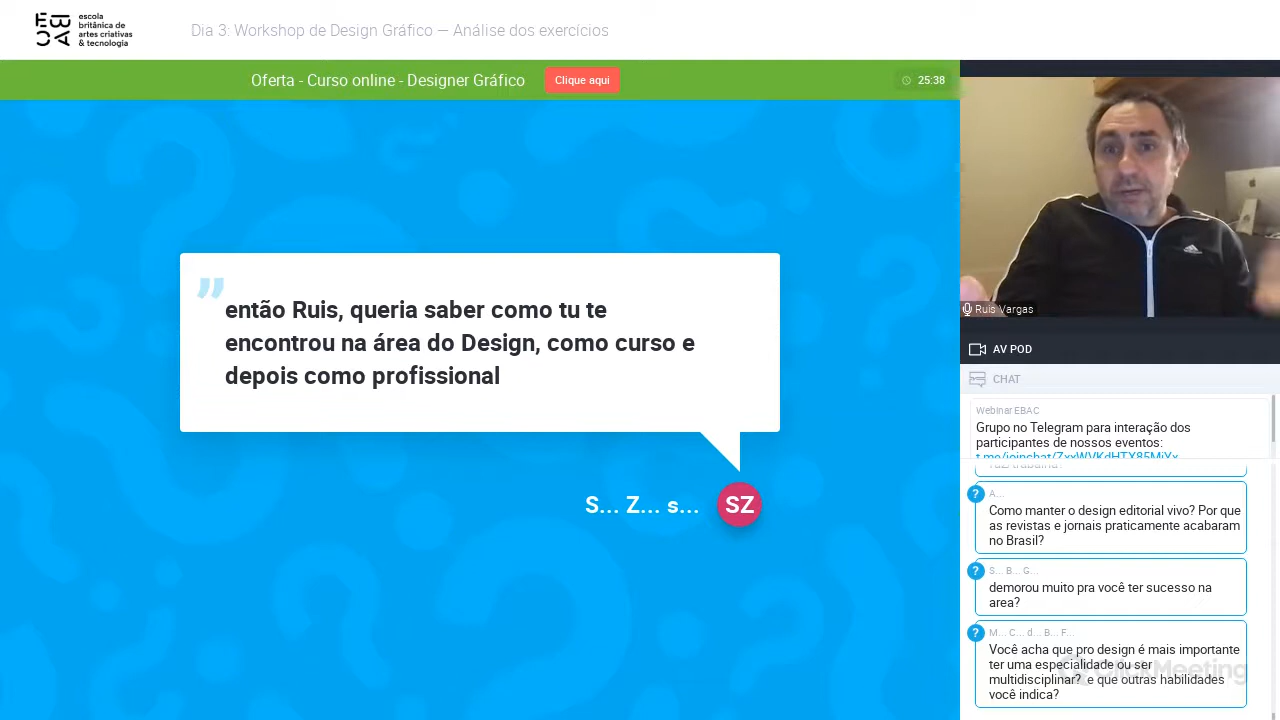 EBAC
escola
britânica de
artes criativas
& tecnologia
Dia 3: Workshop de Design Gráfico — Análise dos exercícios
Oferta - Curso online - Designer Gráfico
Clique aqui
25:38
então Ruis, queria saber como tu te
encontrou na área do Design, como curso e
depois como profissional
S... Z... s...
SZ
Ruis Vargas
AV POD
CHAT
Webinar EBAC
Grupo no Telegram para interação dos
participantes de nossos eventos:
A...
Como manter o design editorial vivo? Por que
as revistas e jornais praticamente acabaram
no Brasil?
S... B... G...
demorou muito pra você ter sucesso na
area?
M... C... d... B... F...
Você acha que pro design é mais importante
ter uma especialidade ou ser
multidisciplinar? e que outras habilidades
você indica?
ClickMeeting